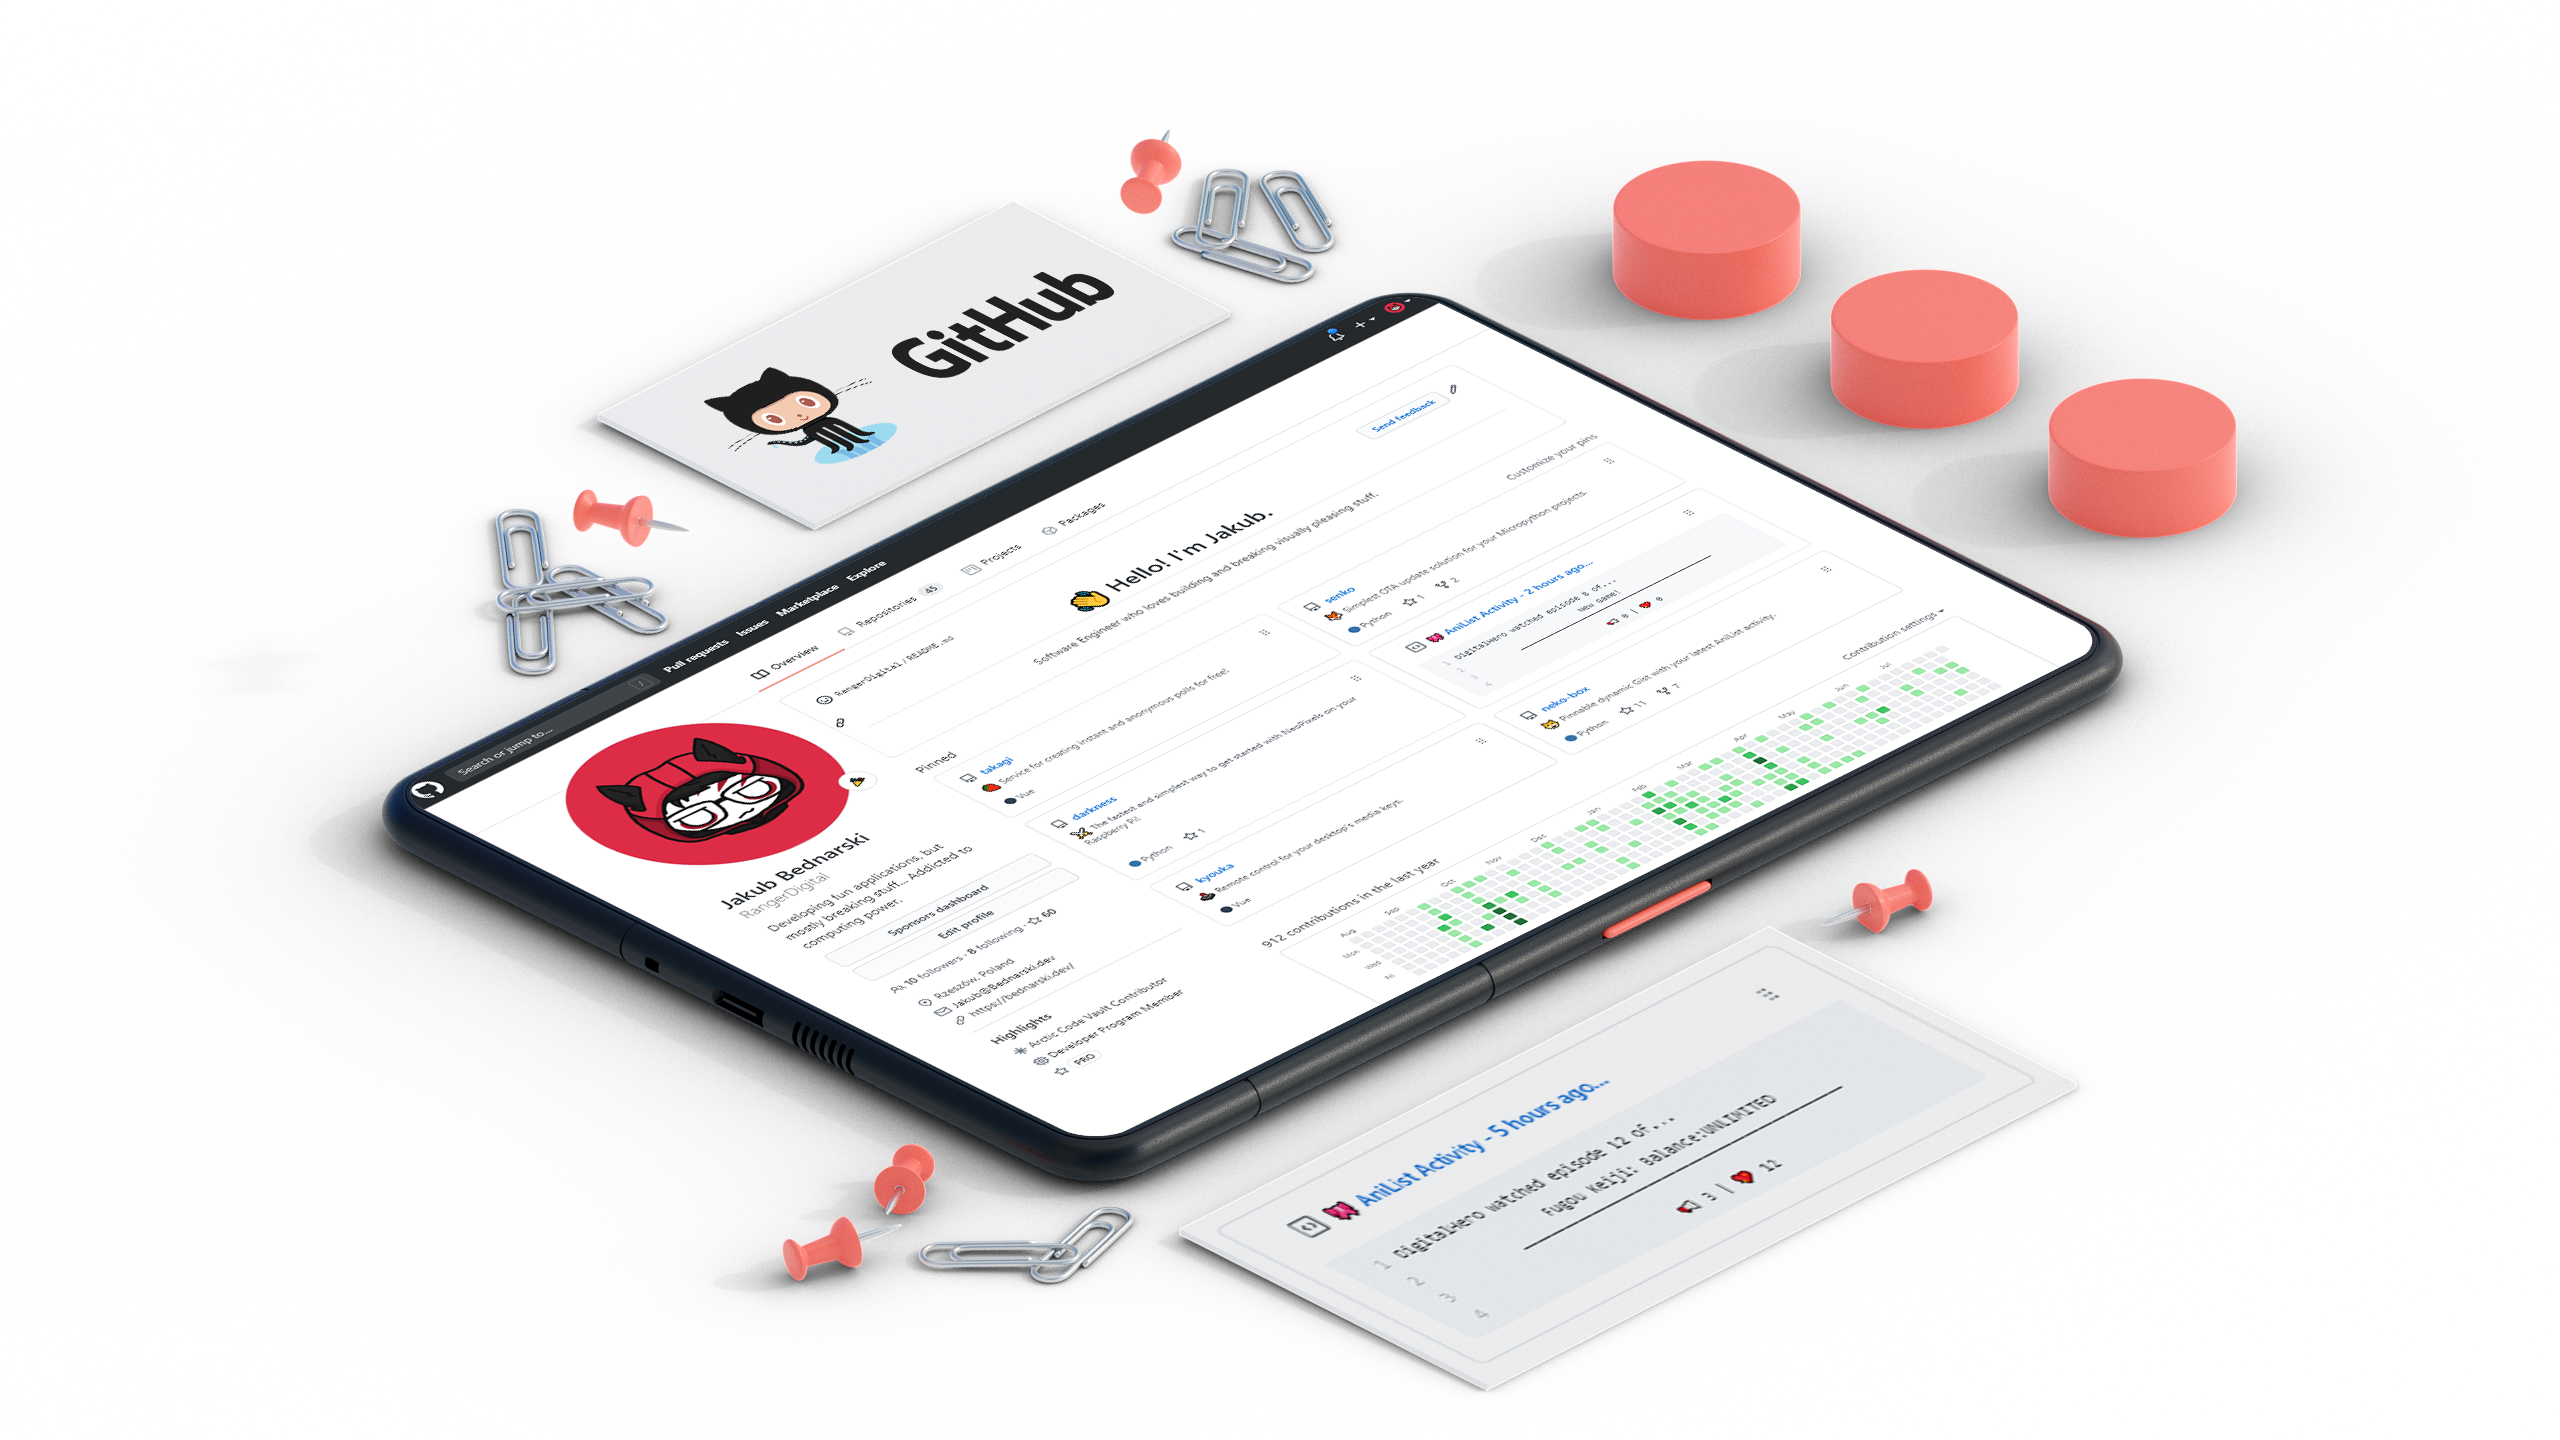 GitHub
Search or jump to...
/
Pull requests
Issues
Marketplace
Explore
Overview
Repositories 45
Projects
Packages
Jakub Bednarski
RangerDigital
Developing fun applications, but
mostly breaking stuff... Addicted to
computing power.
Sponsors dashboard
Edit profile
10 followers · 8 following · 60
Rzeszów, Poland
Jakub@Bednarski.dev
https://bednarski.dev/
Highlights
Arctic Code Vault Contributor
Developer Program Member
PRO
RangerDigital / README.md
Send feedback
👋 Hello! I'm Jakub.
Software Engineer who loves building and breaking visually pleasing stuff.
Pinned
Customize your pins
takagi
🍅 Service for creating instant and anonymous polls for free!
Vue
senko
🦊 Simplest OTA update solution for your Micropython projects.
Python 1 2
darkness
The fastest and simplest way to get started with NeoPixels on your
Raspberry Pi!
Python 1
AniList Activity - 2 hours ago...
1 DigitalHero watched episode 8 of...
2 New Game!
3
4 0 | ❤ 0
kyouka
Remote control for your desktop's media keys.
Vue
neko-box
🐱 Pinnable dynamic Gist with your latest AniList activity.
Python 11 7
912 contributions in the last year
Contribution settings
Aug Sep Oct Nov Dec Jan Feb Mar Apr May Jun Jul
Mon
Wed
Fri
AniList Activity - 5 hours ago...
1 DigitalHero watched episode 12 of...
2 Fugou Keiji: Balance:UNLIMITED
3
4 3 | ❤ 12